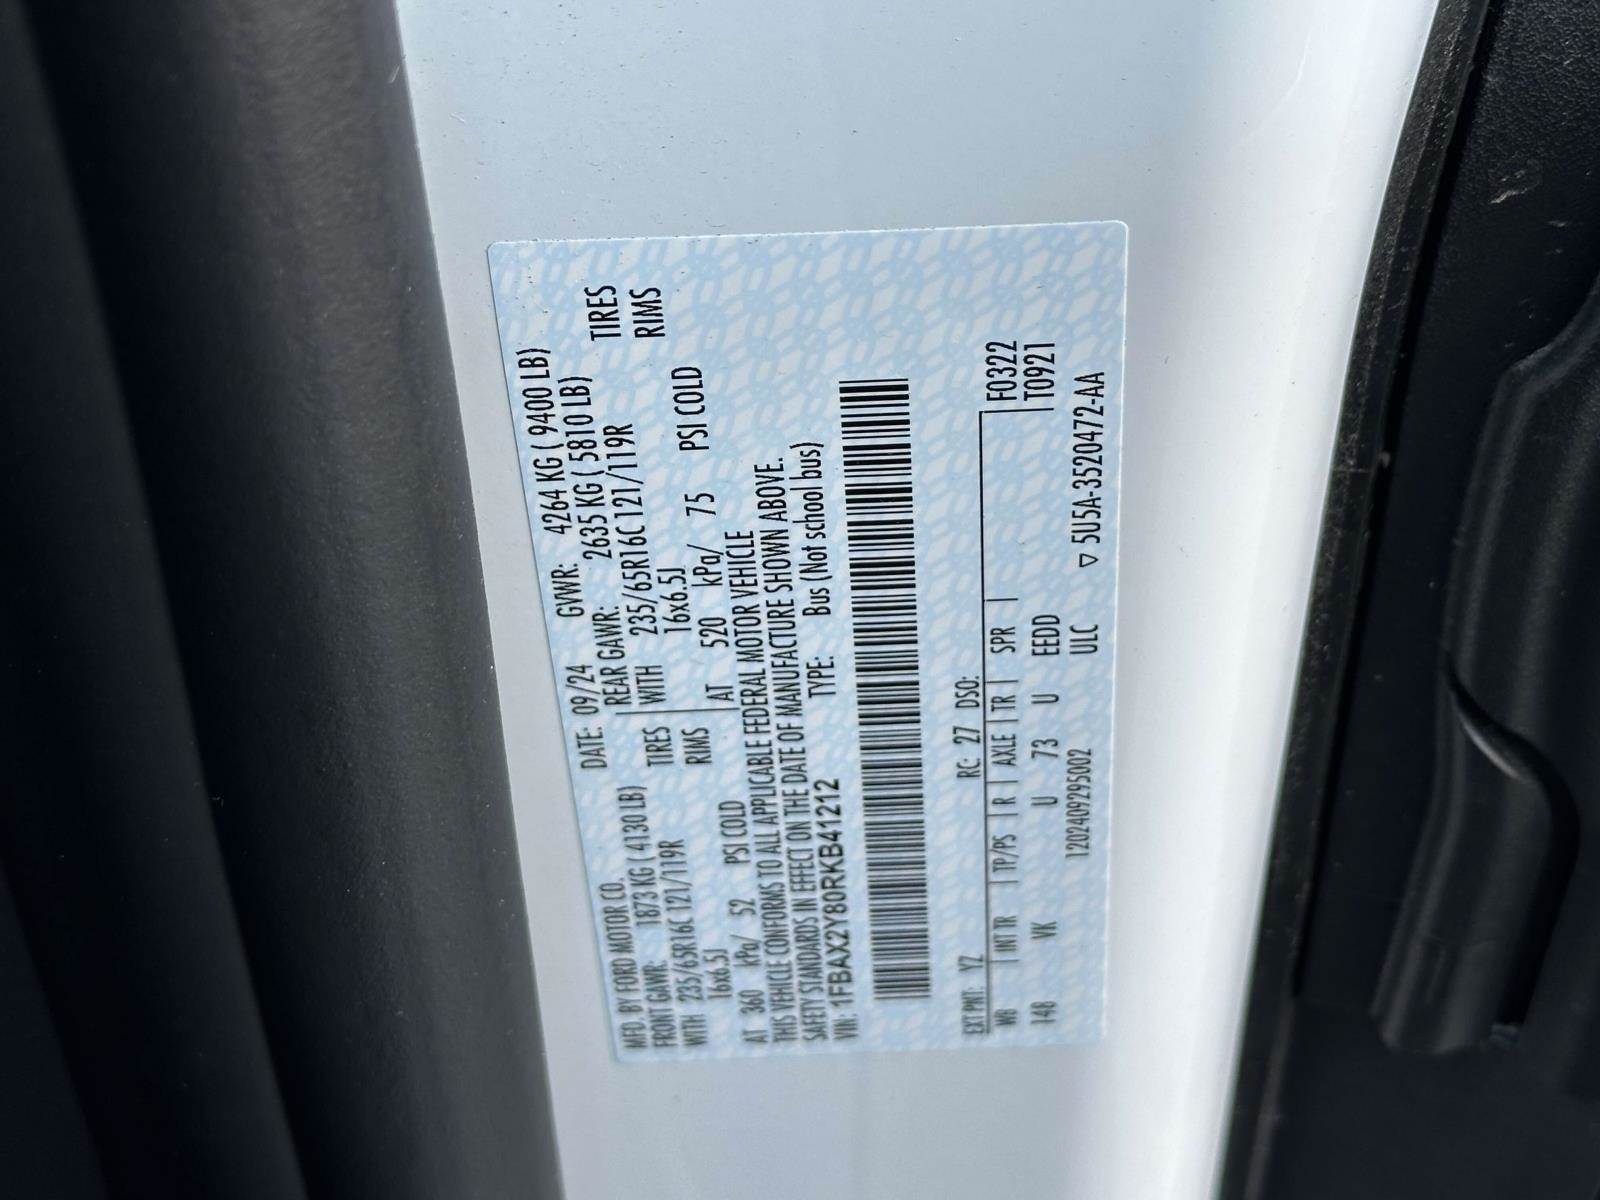 MFD. BY FORD MOTOR CO.
DATE: 09/24 GVWR: 4264 KG ( 9400 LB)
FRONT GAWR: 1873 KG ( 4130 LB) REAR GAWR: 2635 KG ( 5810 LB)
WITH 235/65R16C 121/119R TIRES WITH 235/65R16C 121/119R TIRES
16x6.5J RIMS 16x6.5J RIMS
AT 360 kPa/ 52 PSI COLD AT 520 kPa/ 75 PSI COLD
THIS VEHICLE CONFORMS TO ALL APPLICABLE FEDERAL MOTOR VEHICLE
SAFETY STANDARDS IN EFFECT ON THE DATE OF MANUFACTURE SHOWN ABOVE.
VIN: 1FBAX2Y80RKB41212 TYPE: Bus (Not school bus)
EXT PNT: YZ RC: 27 DSO:
WB | INT TR | TP/PS | R | AXLE | TR | SPR | F0322
148 VK U 73 U EEDD T0921
1202409295002 ULC ▽ 5U5A-3520472-AA